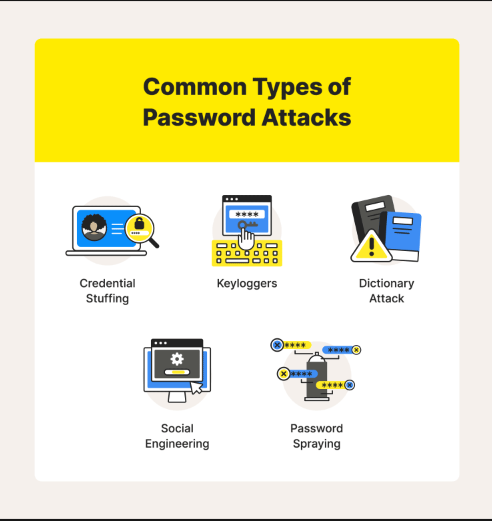 Common Types of
Password Attacks
****
Credential
Stuffing
Keyloggers
Dictionary
Attack
****
****
****
****
Social
Engineering
Password
Spraying